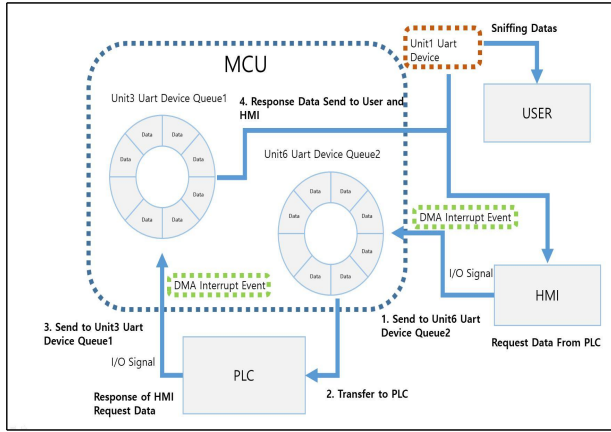 Sniffing Datas
Unit1 Uart
Device
MCU
USER
Unit3 Uart Device Queue1
4. Response Data Send to User and
HMI
Data
Data
Data
Data
Data
Data
Data
Data
Unit6 Uart Device Queue2
Data
Data
Data
Data
Data
Data
Data
Data
DMA Interrupt Event
I/O Signal
HMI
DMA Interrupt Event
1. Send to Unit6 Uart
Device Queue2
Request Data From PLC
3. Send to Unit3 Uart
Device Queue1
I/O Signal
PLC
Response of HMI
Request Data
2. Transfer to PLC